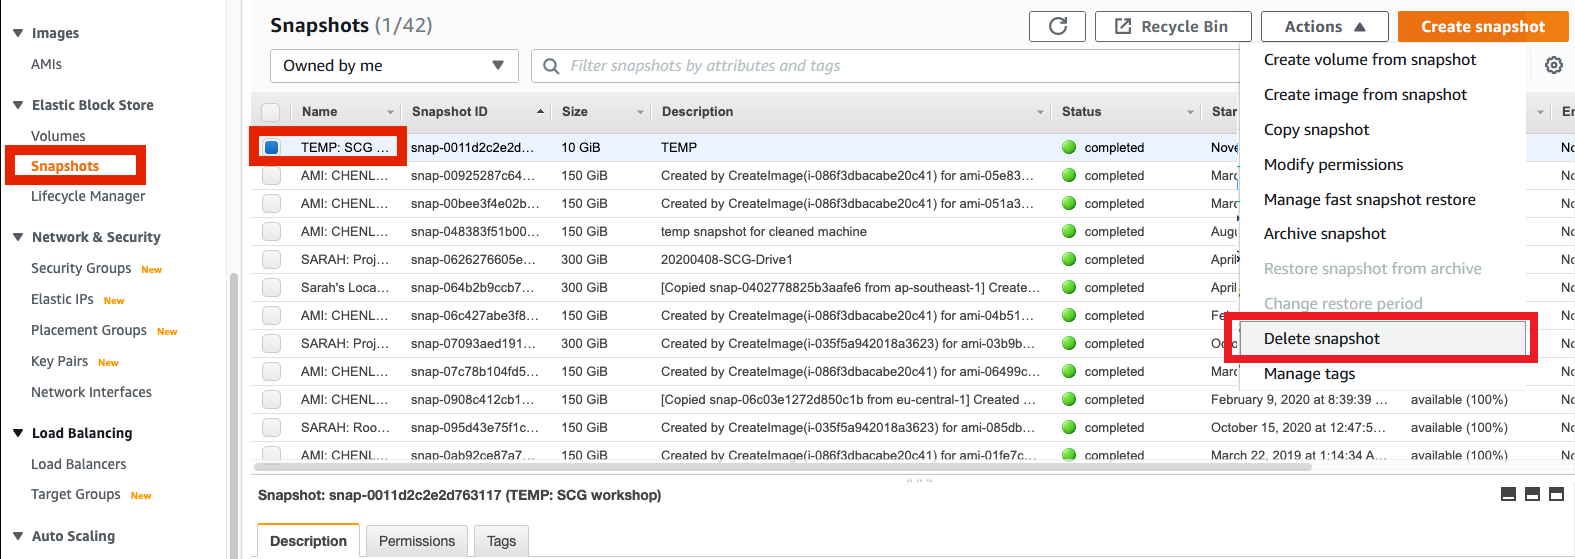 Images
AMIs
Elastic Block Store
Volumes
Snapshots
Lifecycle Manager
Network & Security
Security Groups New
Elastic IPs New
Placement Groups New
Key Pairs New
Network Interfaces
Load Balancing
Load Balancers
Target Groups New
Auto Scaling
Snapshots (1/42)
Recycle Bin
Actions
Create snapshot
Owned by me
Filter snapshots by attributes and tags
Create volume from snapshot
Create image from snapshot
Copy snapshot
Modify permissions
Manage fast snapshot restore
Archive snapshot
Restore snapshot from archive
Change restore period
Delete snapshot
Manage tags
Name Snapshot ID Size Description Status Star En
TEMP: SCG ... snap-0011d2c2e2d... 10 GiB TEMP completed Nove No
AMI: CHENL... snap-00925287c64... 150 GiB Created by CreateImage(i-086f3dbacabe20c41) for ami-05e83... completed Marc No
AMI: CHENL... snap-00bee3f4e02b... 150 GiB Created by CreateImage(i-086f3dbacabe20c41) for ami-051a3... completed Marc No
AMI: CHENL... snap-048383f51b00... 150 GiB temp snapshot for cleaned machine completed Augu No
SARAH: Proj... snap-0626276605e... 300 GiB 20200408-SCG-Drive1 completed April No
Sarah's Loca... snap-064b2b9ccb7... 300 GiB [Copied snap-0402778825b3aafe6 from ap-southeast-1] Create... completed April No
AMI: CHENL... snap-06c427abe3f8... 150 GiB Created by CreateImage(i-086f3dbacabe20c41) for ami-04b51... completed Feb No
SARAH: Proj... snap-07093aed191... 300 GiB Created by CreateImage(i-035f5a942018a3623) for ami-03b9b... completed Octo No
AMI: CHENL... snap-07c78b104fd5... 150 GiB Created by CreateImage(i-086f3dbacabe20c41) for ami-06499c... completed Marc No
AMI: CHENL... snap-0908c412cb1... 150 GiB [Copied snap-06c03e1272d850c1b from eu-central-1] Created ... completed February 9, 2020 at 8:39:39 ... available (100%) No
SARAH: Roo... snap-095d43e75f1c... 150 GiB Created by CreateImage(i-035f5a942018a3623) for ami-085db... completed October 15, 2020 at 12:47:5... available (100%) No
AMI: CHENL... snap-0ab92ce87a7... 150 GiB Created by CreateImage(i-086f3dbacabe20c41) for ami-01fe7c... completed March 22, 2019 at 1:14:34 A... available (100%) No
Snapshot: snap-0011d2c2e2d763117 (TEMP: SCG workshop)
Description Permissions Tags